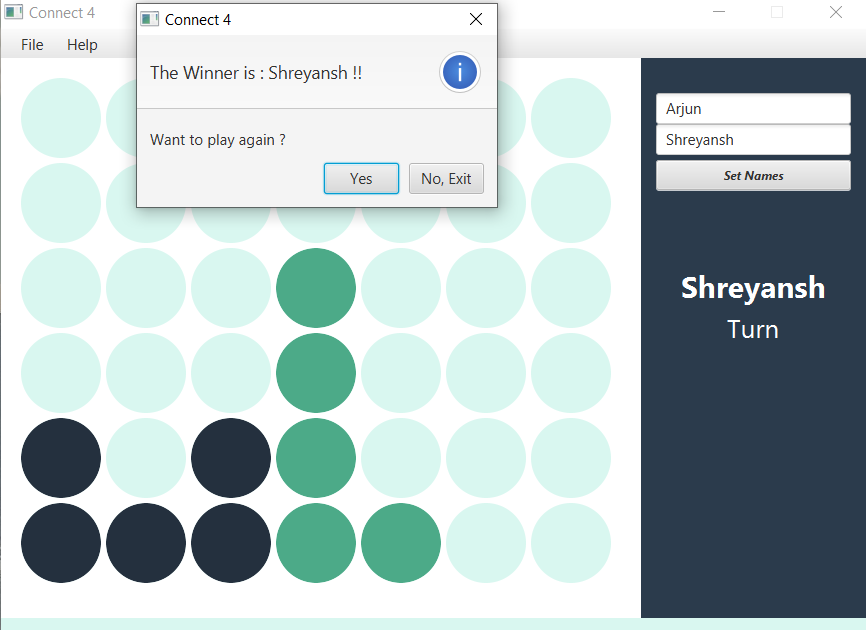 Connect 4
File Help
Connect 4
The Winner is : Shreyansh !!
i
Want to play again ?
Yes No, Exit
Arjun
Shreyansh
Set Names
Shreyansh
Turn